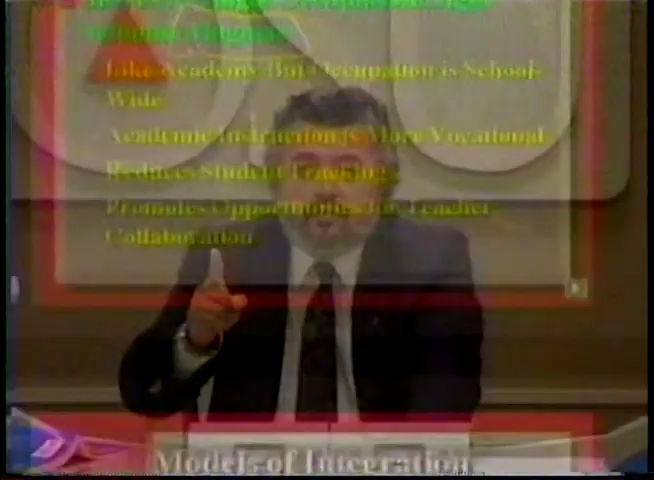 Like Academy But Occupation is School-
Wide
Academic Instruction is More Vocational
Reduces Student Tracking
Promotes Opportunities for Teacher
Collaboration
Models of Integration